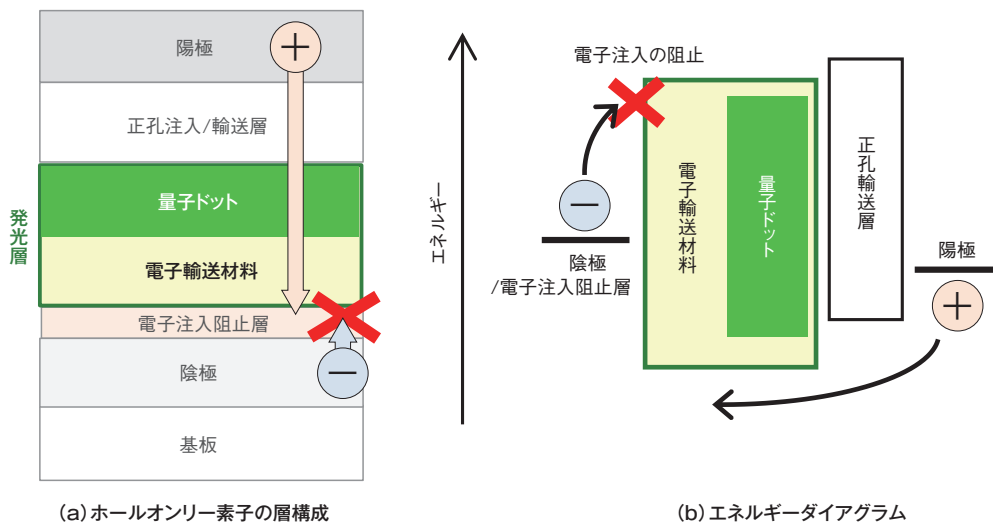 陽極
正孔注入/輸送層
発光層
量子ドット
電子輸送材料
電子注入阻止層
陰極
基板
(a)ホールオンリー素子の層構成
エネルギー
電子注入の阻止
陰極
/電子注入阻止層
電子輸送材料
量子ドット
正孔輸送層
陽極
(b)エネルギーダイアグラム